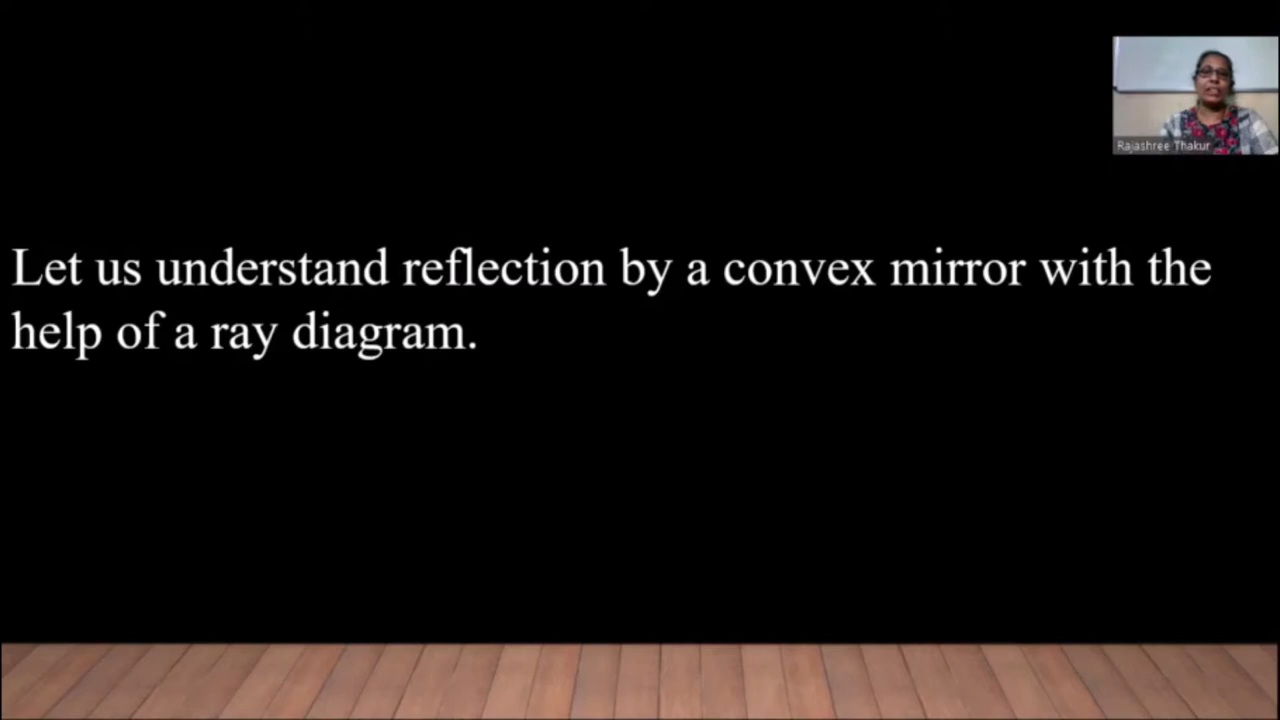 Rajashree Thakur
Let us understand reflection by a convex mirror with the
help of a ray diagram.